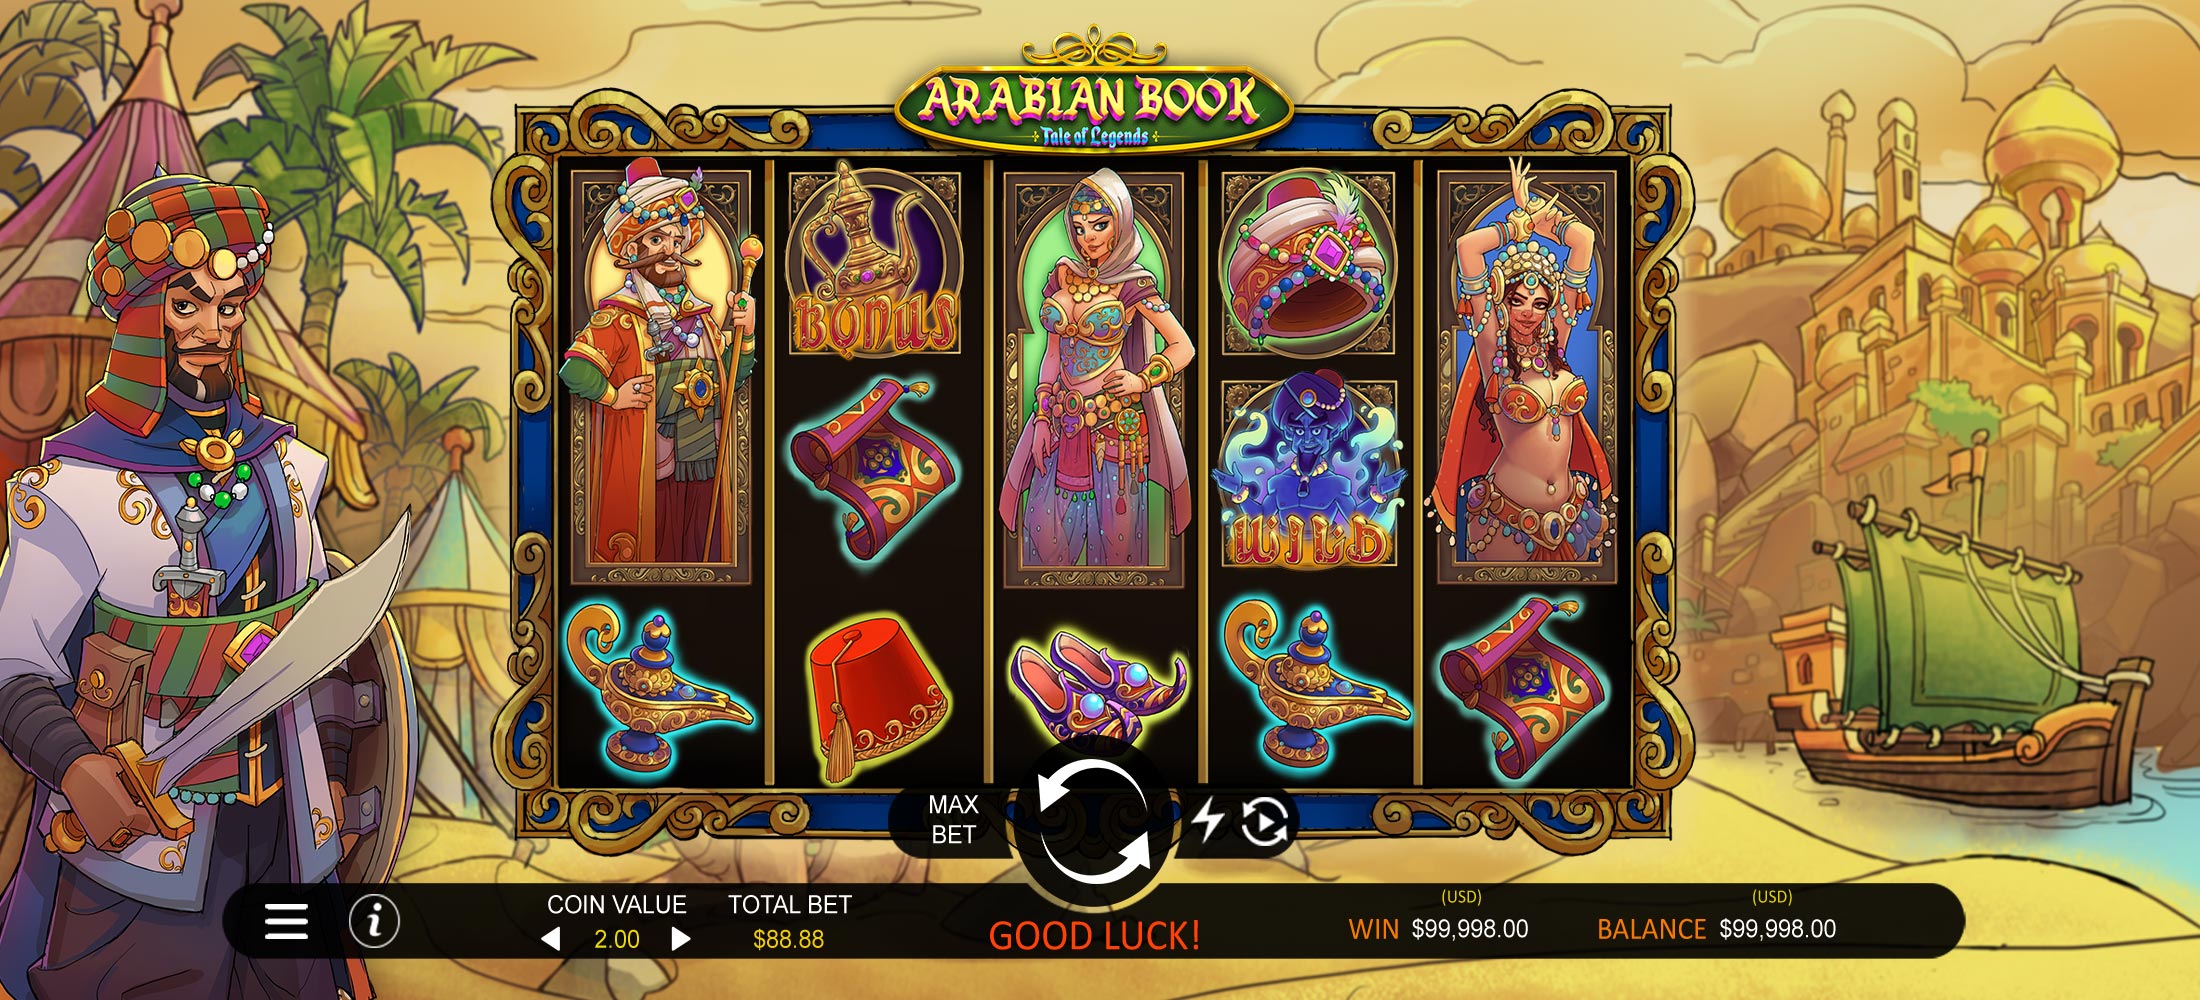 ARABIAN BOOK
Tale of Legends
BONUS
WILD
MAX
BET
COIN VALUE
2.00
TOTAL BET
$88.88
GOOD LUCK!
(USD)
WIN $99,998.00
(USD)
BALANCE $99,998.00